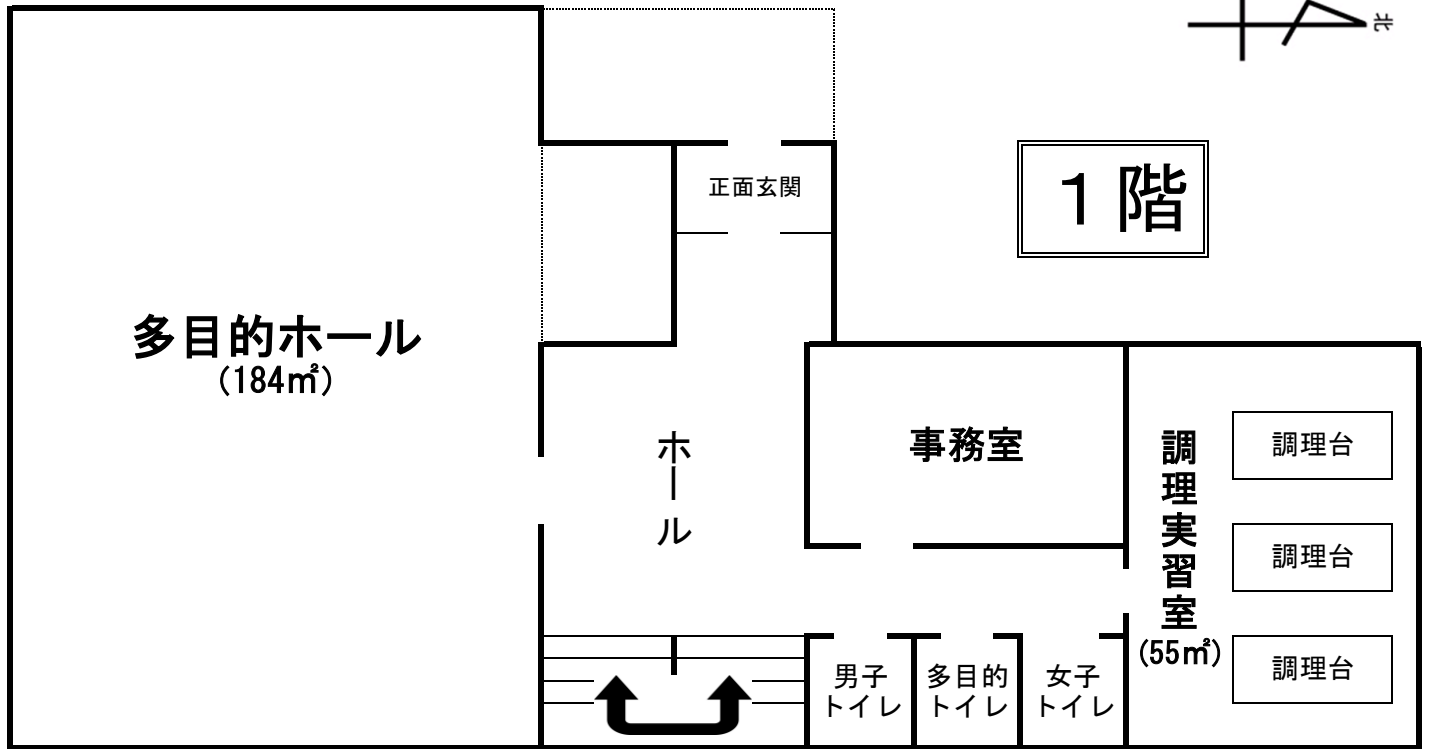 北
1階
正面玄関
多目的ホール
（184㎡）
ホール
事務室
調理実習室
（55㎡）
調理台
調理台
調理台
男子
トイレ
多目的
トイレ
女子
トイレ